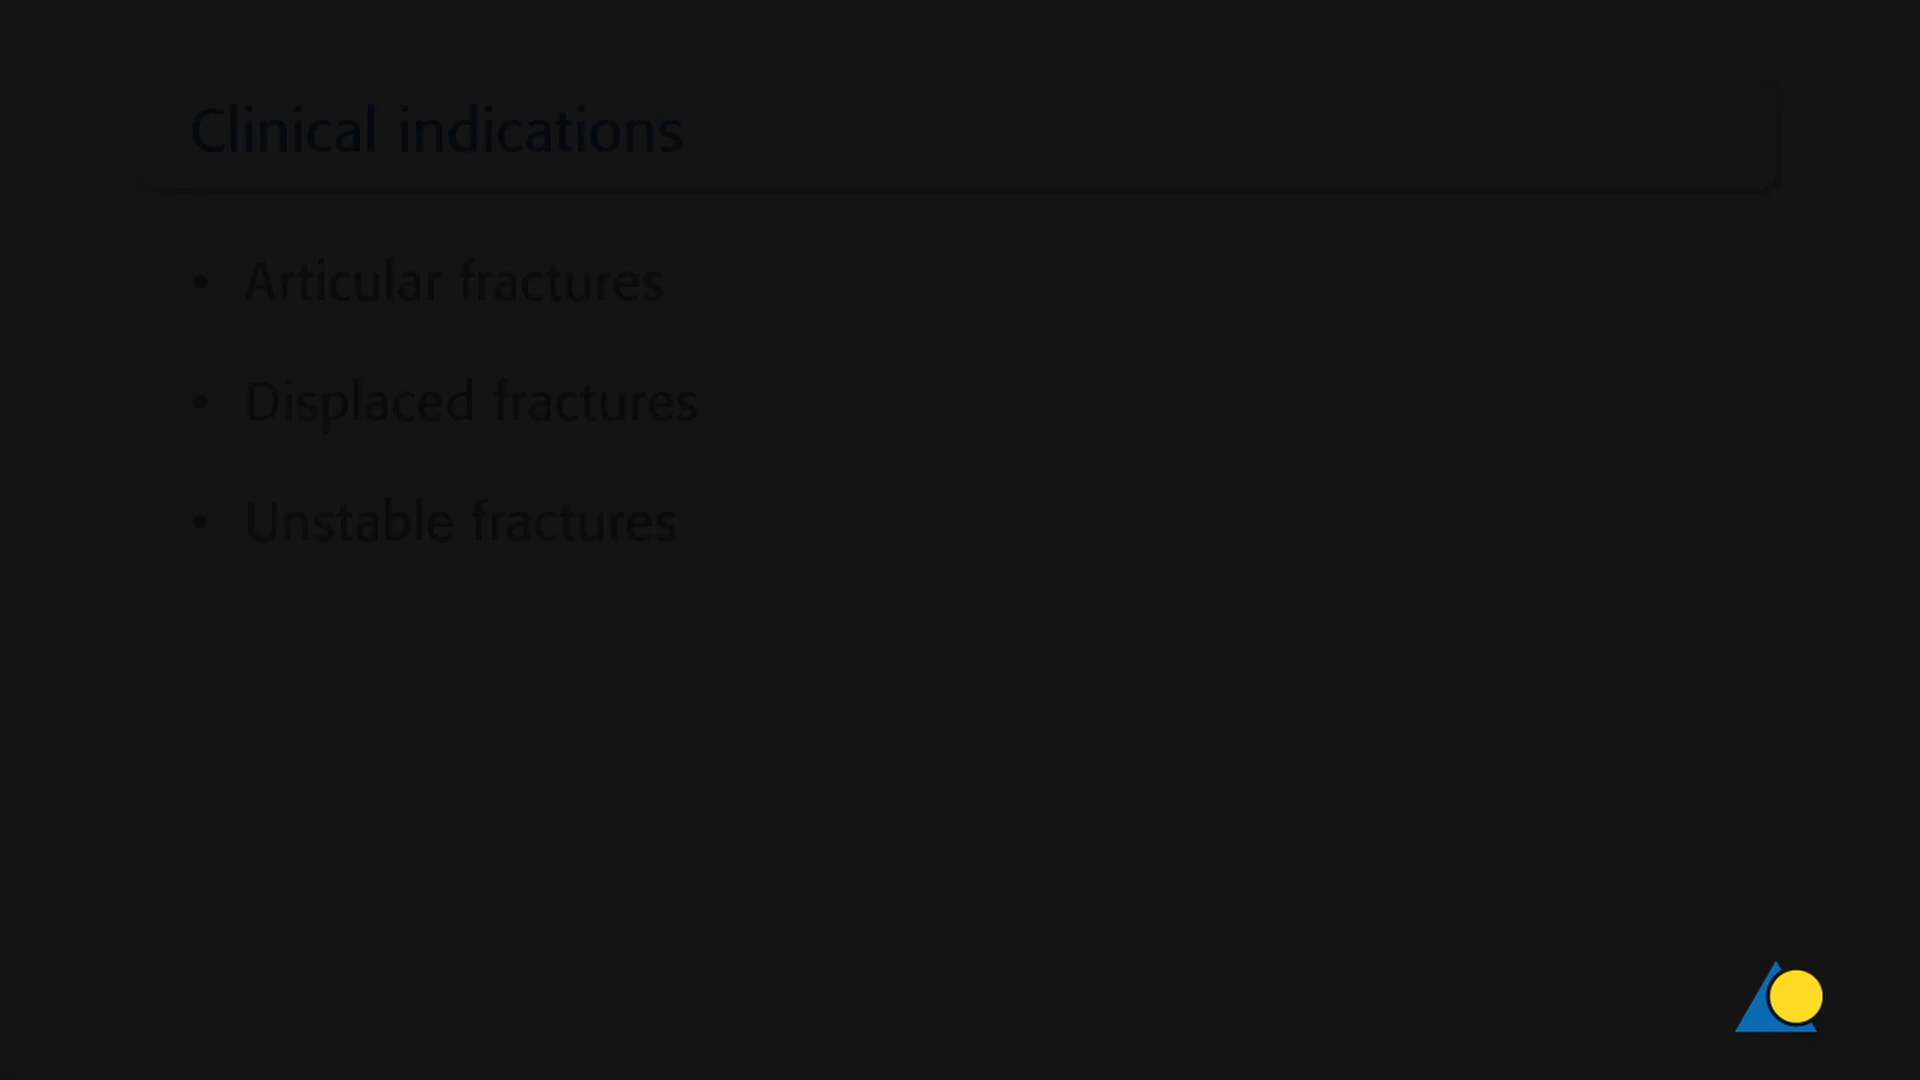 Clinical indications
• Articular fractures
• Displaced fractures
• Unstable fractures